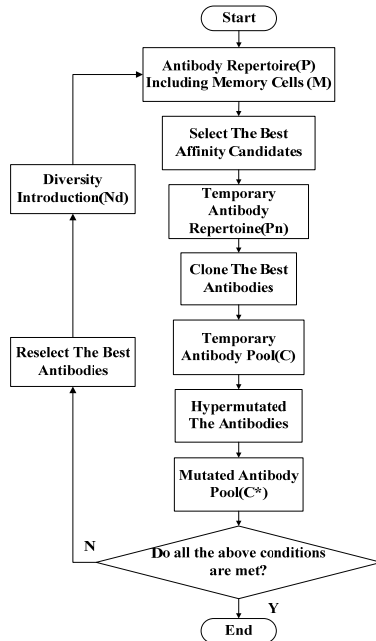 Start
Antibody Repertoire(P)
Including Memory Cells (M)
Select The Best
Affinity Candidates
Temporary
Antibody
Repertoine(Pn)
Clone The Best
Antibodies
Temporary
Antibody Pool(C)
Hypermutated
The Antibodies
Mutated Antibody
Pool(C*)
Do all the above conditions
are met?
N
Reselect The Best
Antibodies
Diversity
Introduction(Nd)
Y
End